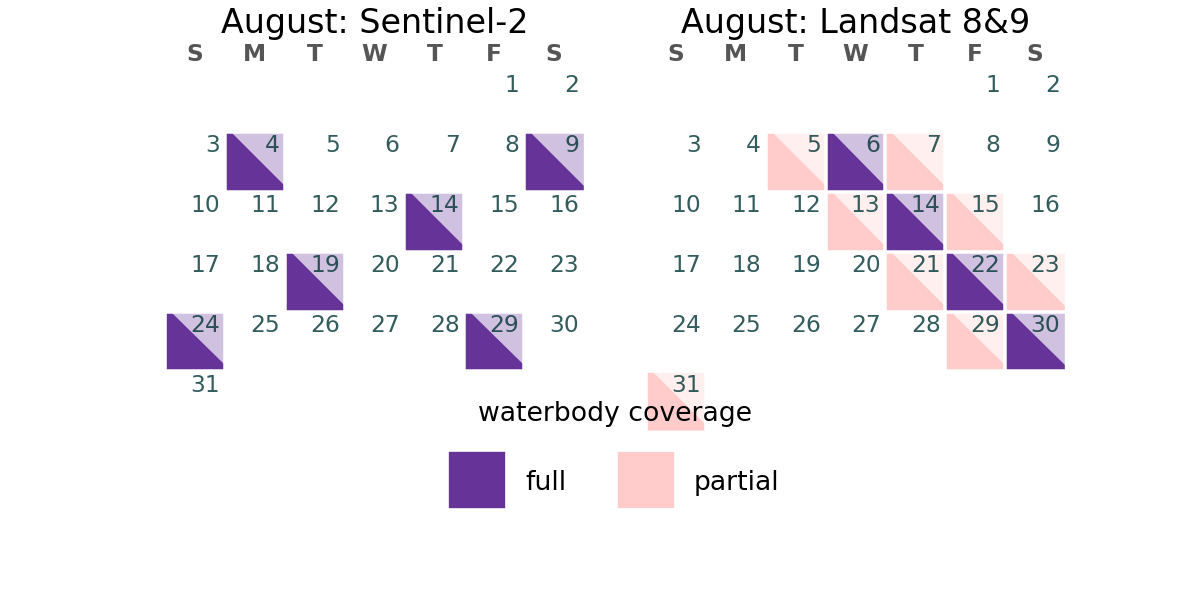 August: Sentinel-2
S M T W T F S
1 2
3 4 5 6 7 8 9
10 11 12 13 14 15 16
17 18 19 20 21 22 23
24 25 26 27 28 29 30
31
August: Landsat 8&9
S M T W T F S
1 2
3 4 5 6 7 8 9
10 11 12 13 14 15 16
17 18 19 20 21 22 23
24 25 26 27 28 29 30
31
waterbody coverage
full partial